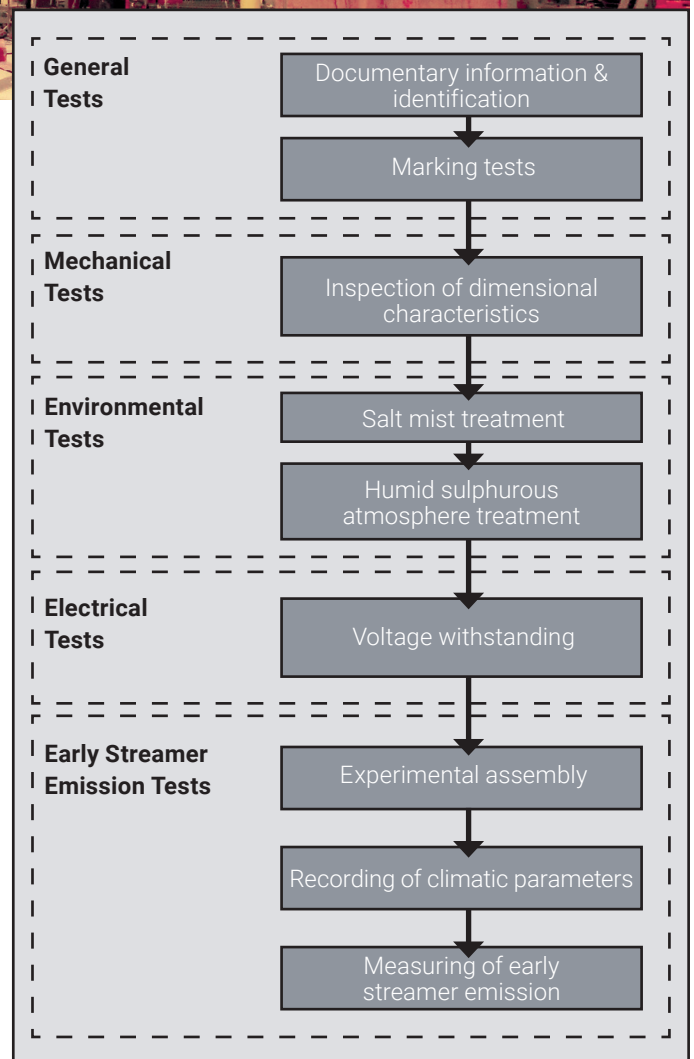 General
Tests
Documentary information &
identification
Marking tests
Mechanical
Tests
Inspection of dimensional
characteristics
Environmental
Tests
Salt mist treatment
Humid sulphurous
atmosphere treatment
Electrical
Tests
Voltage withstanding
Early Streamer
Emission Tests
Experimental assembly
Recording of climatic parameters
Measuring of early
streamer emission